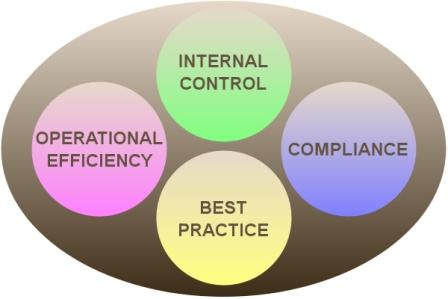 INTERNAL
CONTROL
OPERATIONAL
EFFICIENCY
COMPLIANCE
BEST
PRACTICE